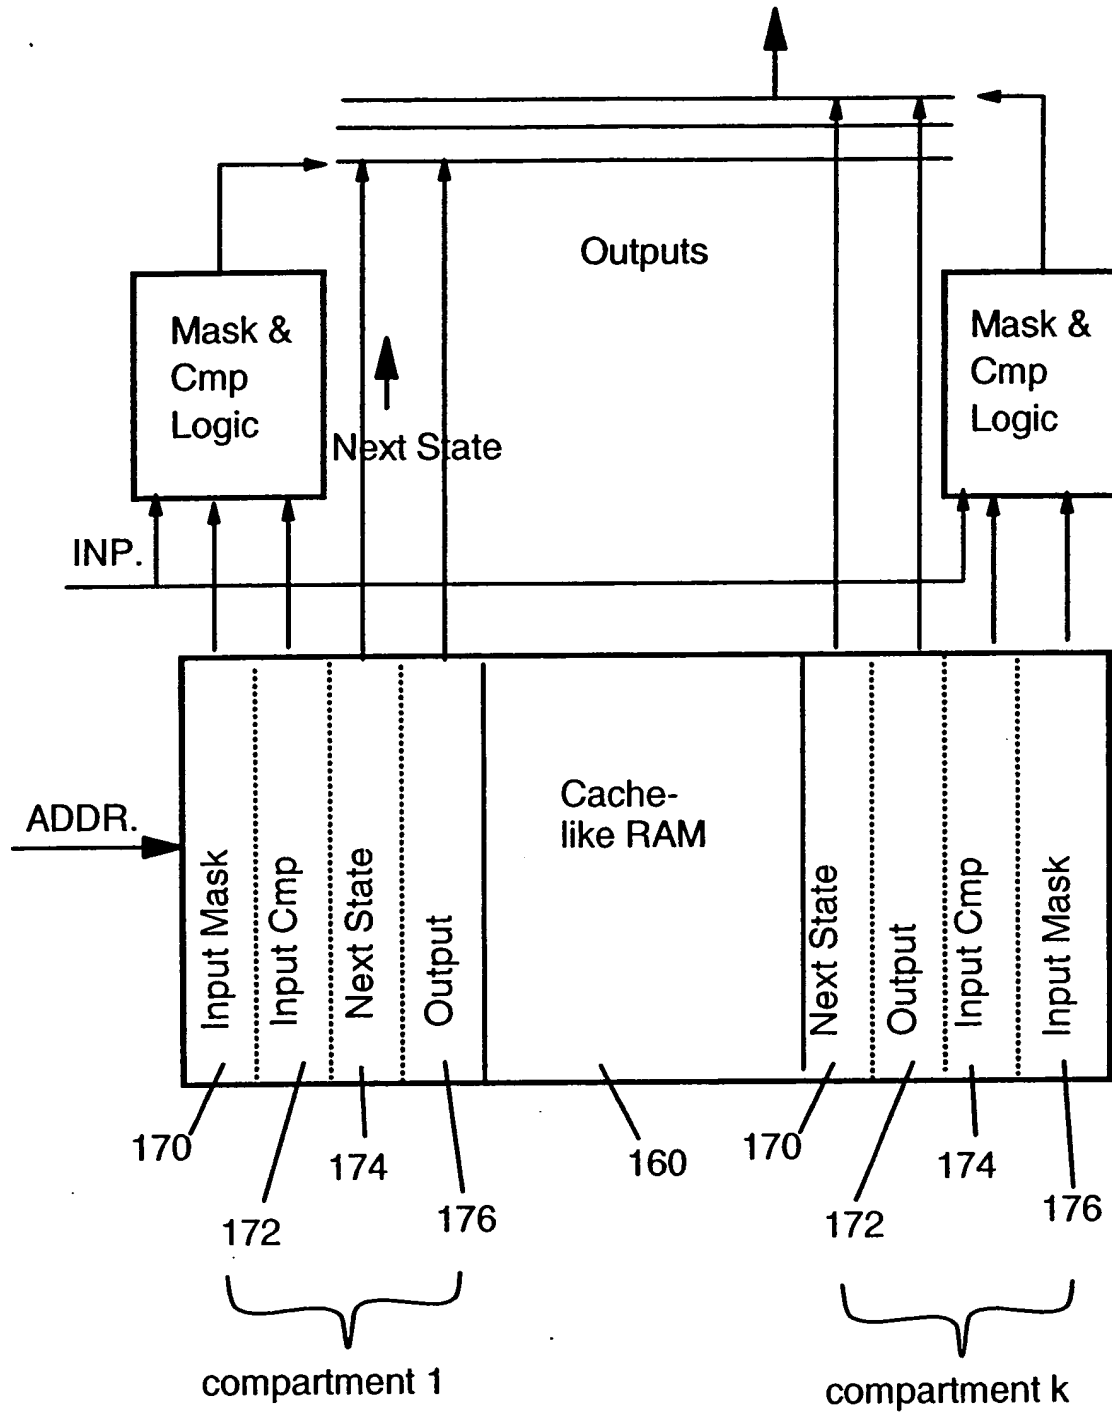 Outputs
Mask &
Cmp
Logic
Mask &
Cmp
Logic
Next State
INP.
ADDR.
Cache-
like RAM
Input Mask
Input Cmp
Next State
Output
Next State
Output
Input Cmp
Input Mask
170
172
174
176
160
170
172
174
176
compartment 1
compartment k